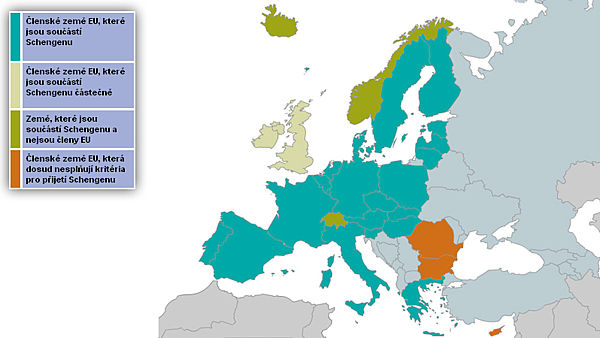 Členské země EU, které
jsou součástí
Schengenu
Členské země EU, které
jsou součástí
Schengenu částečně
Země, které jsou
součástí Schengenu a
nejsou členy EU
Členské země EU, která
dosud nesplňují kritéria
pro přijetí Schengenu